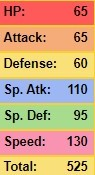 HP: 65
Attack: 65
Defense: 60
Sp. Atk: 110
Sp. Def: 95
Speed: 130
Total: 525